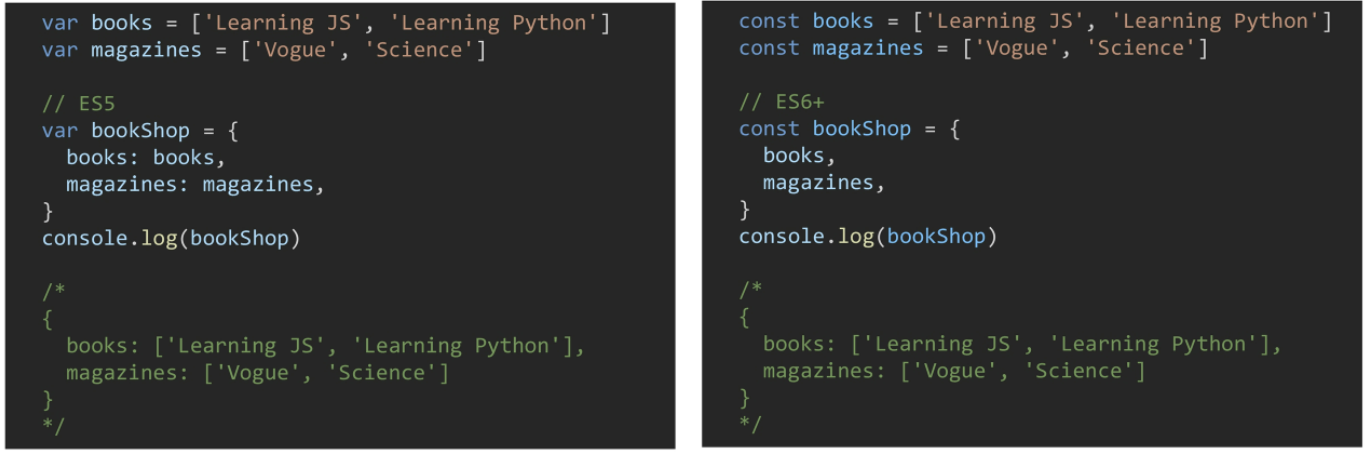 var books = ['Learning JS', 'Learning Python']
var magazines = ['Vogue', 'Science']
// ES5
var bookShop = {
  books: books,
  magazines: magazines,
}
console.log(bookShop)
/*
{
  books: ['Learning JS', 'Learning Python'],
  magazines: ['Vogue', 'Science']
}
*/
const books = ['Learning JS', 'Learning Python']
const magazines = ['Vogue', 'Science']
// ES6+
const bookShop = {
  books,
  magazines,
}
console.log(bookShop)
/*
{
  books: ['Learning JS', 'Learning Python'],
  magazines: ['Vogue', 'Science']
}
*/